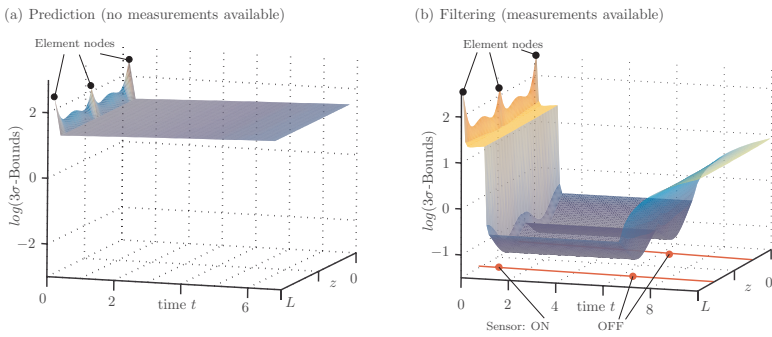 (a) Prediction (no measurements available)
Element nodes
log(3σ-Bounds)
2
0
−2
0
2
time t
6
L
z
0
(b) Filtering (measurements available)
Element nodes
log(3σ-Bounds)
2
1
0
−1
0
2
4
time t
8
L
z
0
Sensor: ON
OFF